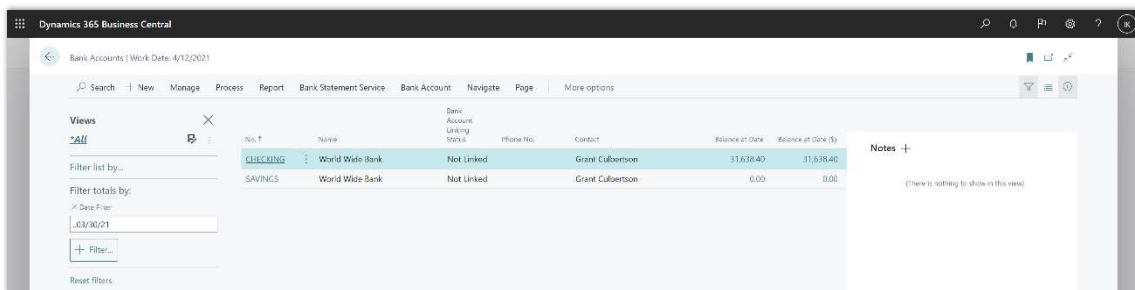 Dynamics 365 Business Central
? IK
Bank Accounts | Work Date: 4/12/2021
Search + New Manage Process Report Bank Statement Service Bank Account Navigate Page More options
Views
*All
Filter list by...
Filter totals by:
× Date Filter
..03/30/21
+ Filter...
Reset filters
No. ↑ Name Bank Account Linking Status Phone No. Contact Balance at Date Balance at Date ($)
CHECKING World Wide Bank Not Linked Grant Culbertson 31,638.40 31,638.40
SAVINGS World Wide Bank Not Linked Grant Culbertson 0.00 0.00
Notes +
(There is nothing to show in this view)